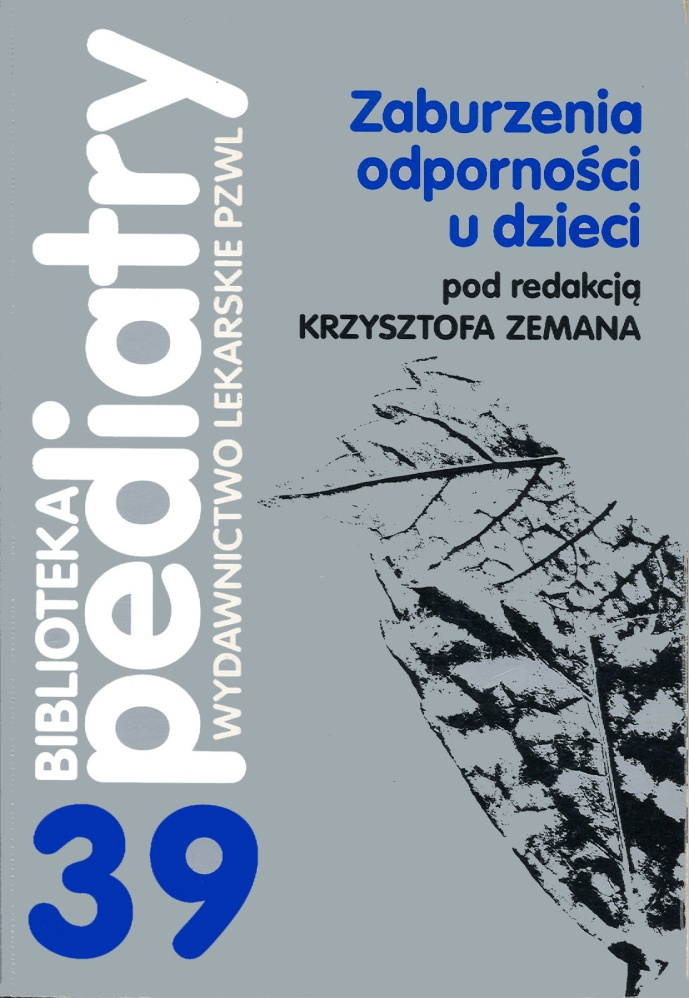 Zaburzenia
odporności
u dzieci
pod redakcją
KRZYSZTOFA ZEMANA
BIBLIOTEKA
pediatry
WYDAWNICTWO LEKARSKIE PZWL
39